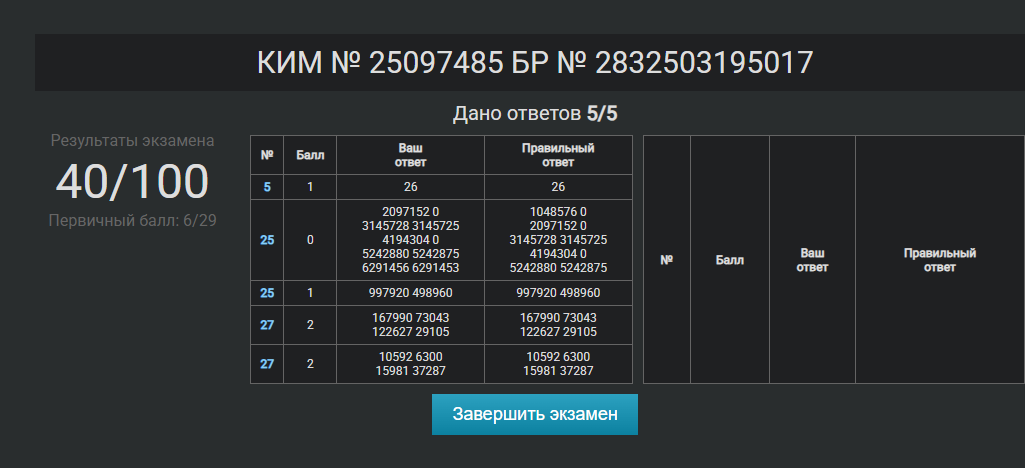 КИМ № 25097485 БР № 2832503195017
Дано ответов 5/5
Результаты экзамена
40/100
Первичный балл: 6/29
№ Балл Ваш ответ Правильный ответ
5 1 26 26
25 0
2097152 0 1048576 0
3145728 3145725 2097152 0
4194304 0 3145728 3145725
5242880 5242875 4194304 0
6291456 6291453 5242880 5242875
25 1 997920 498960 997920 498960
27 2
167990 73043 167990 73043
122627 29105 122627 29105
27 2
10592 6300 10592 6300
15981 37287 15981 37287
№ Балл Ваш ответ Правильный ответ
Завершить экзамен